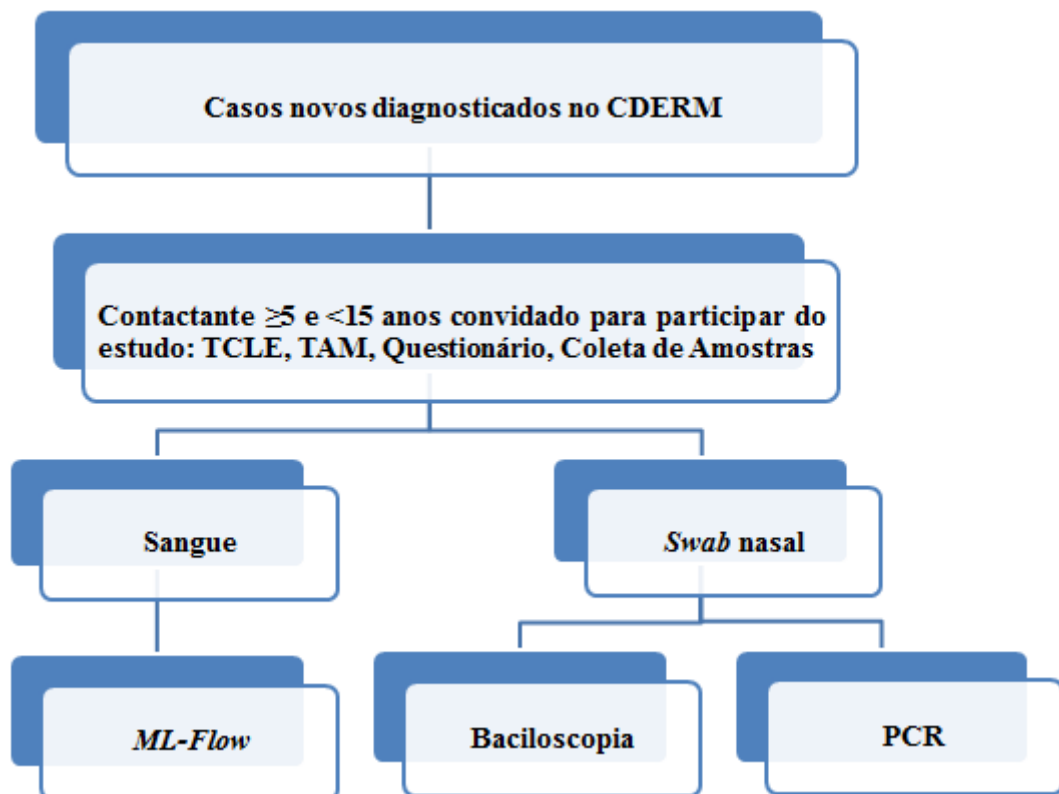 Casos novos diagnosticados no CDERM
Contactante ≥5 e <15 anos convidado para participar do
estudo: TCLE, TAM, Questionário, Coleta de Amostras
Sangue
Swab nasal
ML-Flow
Baciloscopia
PCR